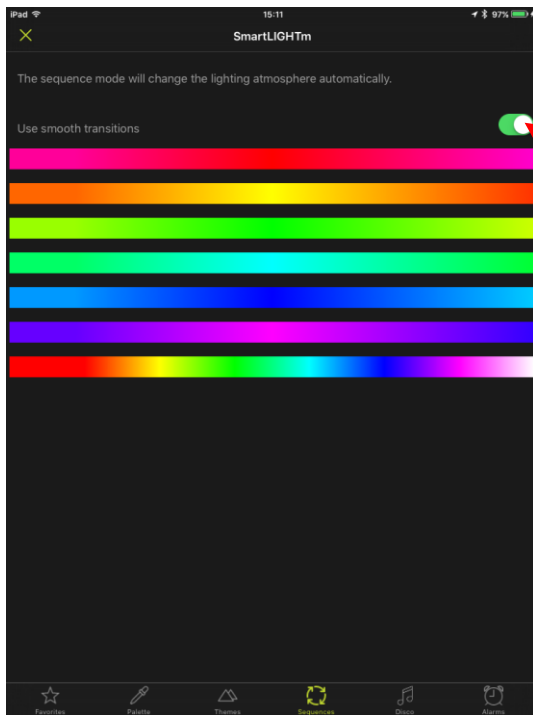 iPad 15:11 97%
SmartLIGHTm
The sequence mode will change the lighting atmosphere automatically.
Use smooth transitions
Favorites Palette Themes Sequences Disco Alarms